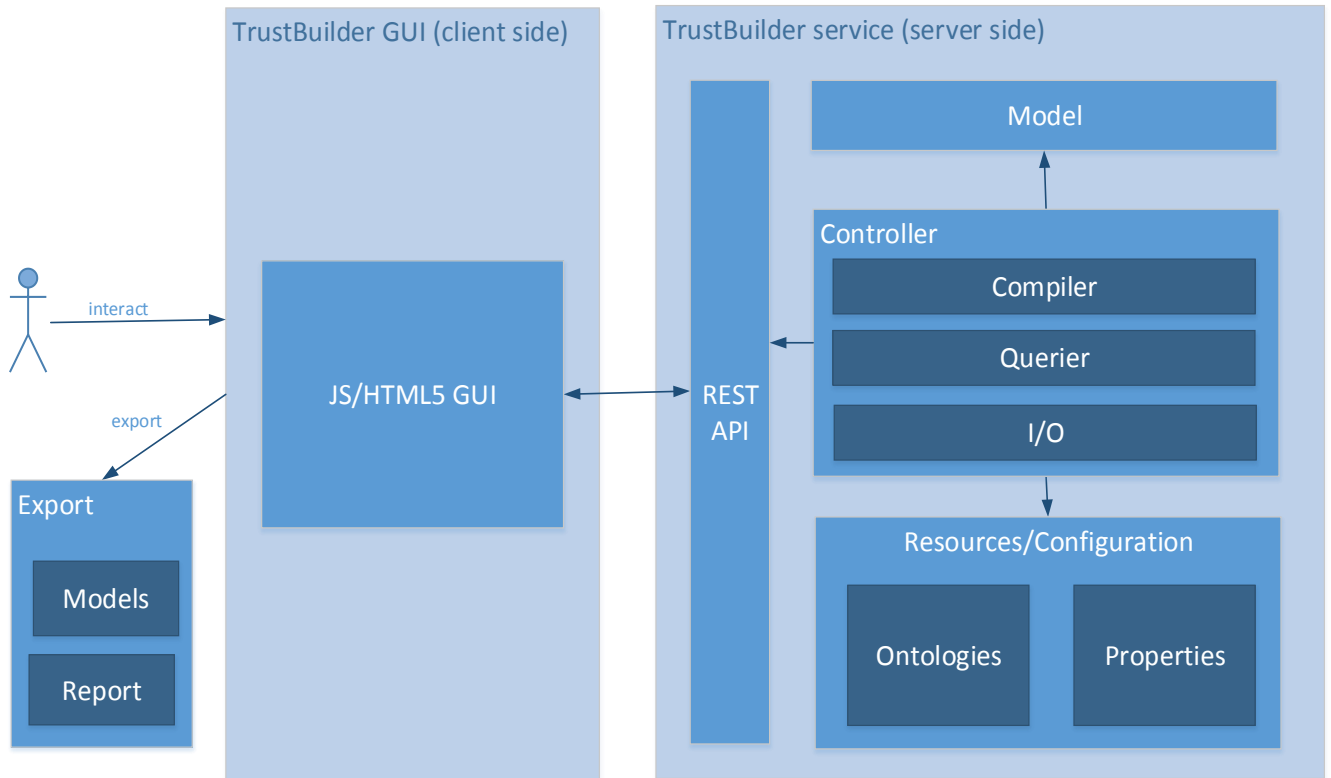 TrustBuilder GUI (client side)
TrustBuilder service (server side)
Model
Controller
Compiler
Querier
I/O
interact
JS/HTML5 GUI
REST
API
export
Export
Models
Report
Resources/Configuration
Ontologies
Properties